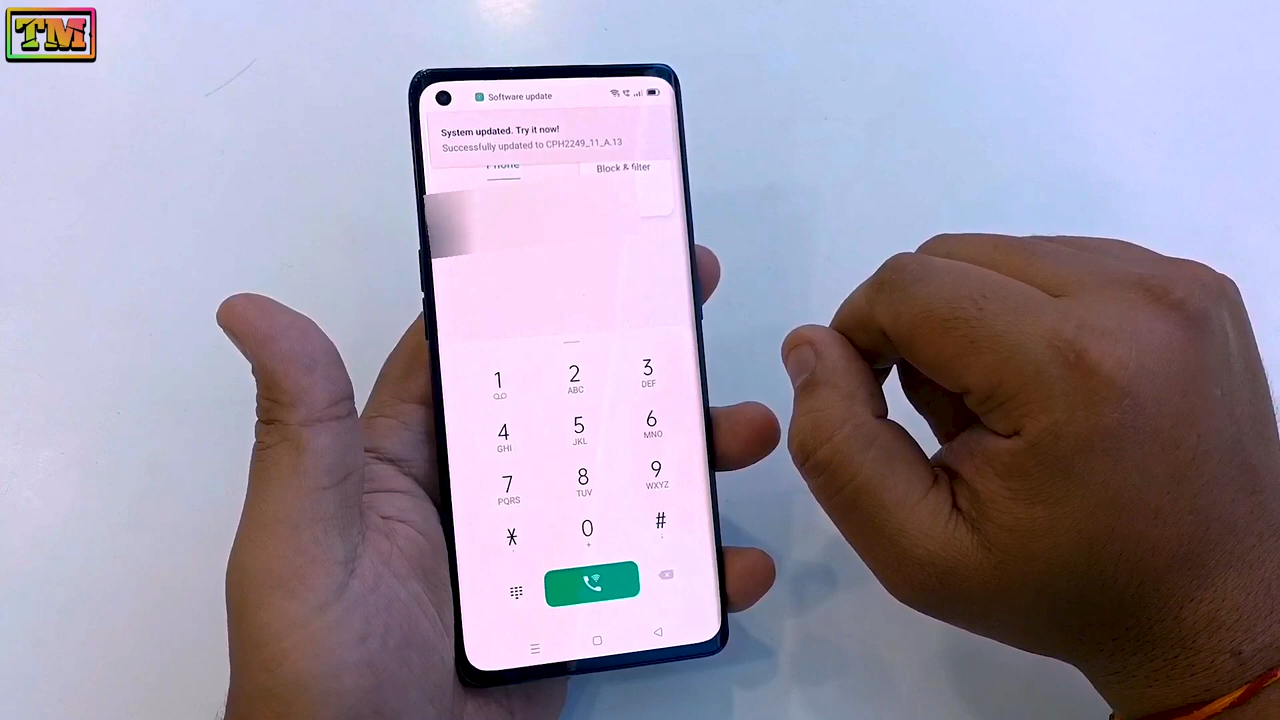 TM
Software update
System updated. Try it now!
Successfully updated to CPH2249_11_A.13
Phone
Block & filter
1
2
ABC
3
DEF
4
GHI
5
JKL
6
MNO
7
PQRS
8
TUV
9
WXYZ
*
0
+
#